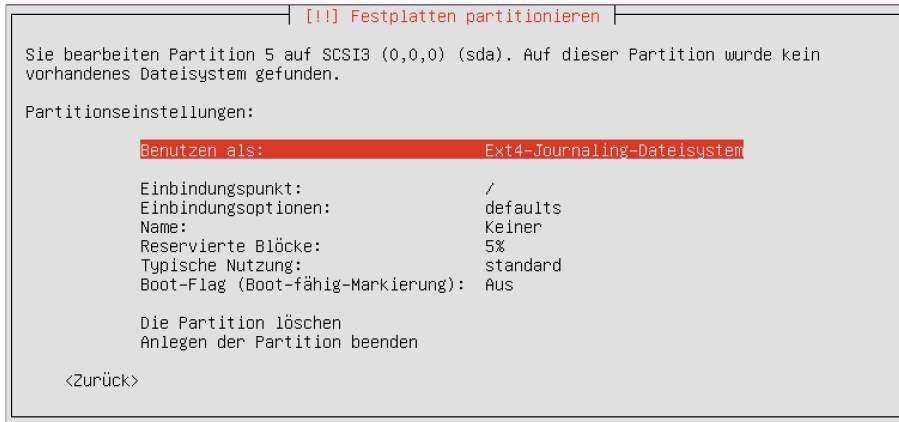 [!!] Festplatten partitionieren
Sie bearbeiten Partition 5 auf SCSI3 (0,0,0) (sda). Auf dieser Partition wurde kein
vorhandenes Dateisystem gefunden.
Partitionseinstellungen:
Benutzen als: Ext4-Journaling-Dateisystem
Einbindungspunkt: /
Einbindungsoptionen: defaults
Name: Keiner
Reservierte Blöcke: 5%
Typische Nutzung: standard
Boot-Flag (Boot-fähig-Markierung): Aus
Die Partition löschen
Anlegen der Partition beenden
<Zurück>